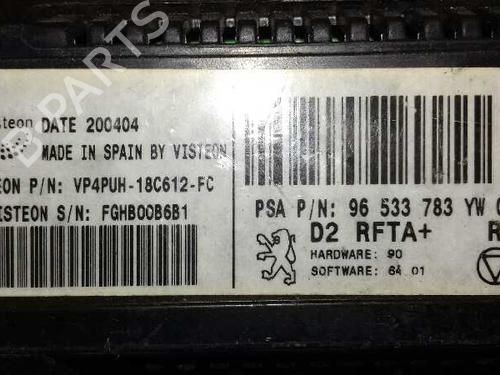 isteon DATE 200404
MADE IN SPAIN BY VISTEON
EON P/N: VP4PUH-18C612-FC
ISTEON S/N: FGHB00B6B1
PSA P/N: 96 533 783 YW
D2 RFTA+ R
HARDWARE: 90
SOFTWARE: 64 01
B-PARTS